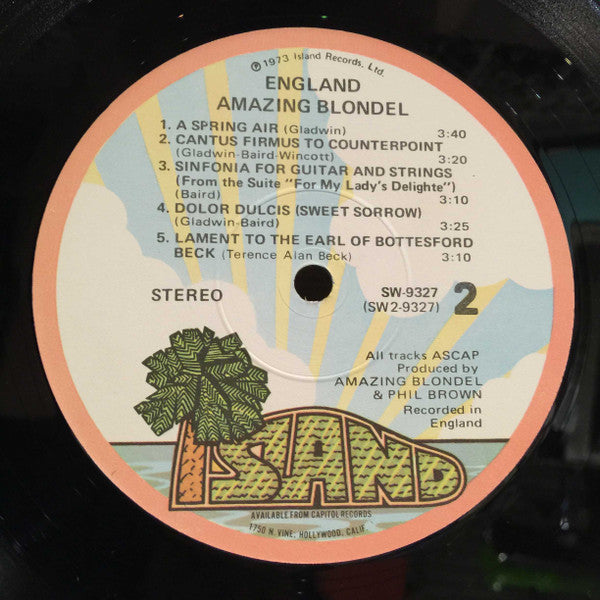 ℗1973 Island Records, Ltd.
ENGLAND
AMAZING BLONDEL
1. A SPRING AIR (Gladwin) 3:40
2. CANTUS FIRMUS TO COUNTERPOINT
(Gladwin-Baird-Wincott) 3:20
3. SINFONIA FOR GUITAR AND STRINGS
(From the Suite "For My Lady's Delighte")
(Baird) 3:10
4. DOLOR DULCIS (SWEET SORROW)
(Gladwin-Baird) 3:25
5. LAMENT TO THE EARL OF BOTTESFORD
BECK (Terence Alan Beck) 3:10
STEREO
SW-9327
(SW2-9327)
2
All tracks ASCAP
Produced by
AMAZING BLONDEL
& PHIL BROWN
Recorded in
England
ISLAND
AVAILABLE FROM CAPITOL RECORDS
1750 N. VINE, HOLLYWOOD, CALIF.